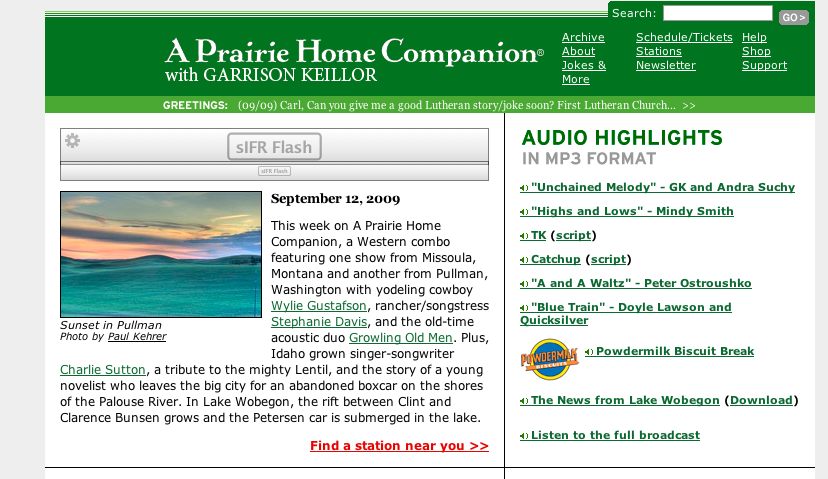 Search:
GO >
A PRAIRIE HOME COMPANION®
with GARRISON KEILLOR
Archive
About
Jokes &
More
Schedule/Tickets
Stations
Newsletter
Help
Shop
Support
GREETINGS: (09/09) Carl, Can you give me a good Lutheran story/joke soon? First Lutheran Church... >>
sIFR Flash
sIFR Flash
September 12, 2009
This week on A Prairie Home
Companion, a Western combo
featuring one show from Missoula,
Montana and another from Pullman,
Washington with yodeling cowboy
Wylie Gustafson, rancher/songstress
Stephanie Davis, and the old-time
acoustic duo Growling Old Men. Plus,
Idaho grown singer-songwriter
Charlie Sutton, a tribute to the mighty Lentil, and the story of a young
novelist who leaves the big city for an abandoned boxcar on the shores
of the Palouse River. In Lake Wobegon, the rift between Clint and
Clarence Bunsen grows and the Petersen car is submerged in the lake.
Sunset in Pullman
Photo by Paul Kehrer
Find a station near you >>
AUDIO HIGHLIGHTS
IN MP3 FORMAT
"Unchained Melody" - GK and Andra Suchy
"Highs and Lows" - Mindy Smith
TK (script)
Catchup (script)
"A and A Waltz" - Peter Ostroushko
"Blue Train" - Doyle Lawson and
Quicksilver
POWDERMILK
BISCUITS
Powdermilk Biscuit Break
The News from Lake Wobegon (Download)
Listen to the full broadcast